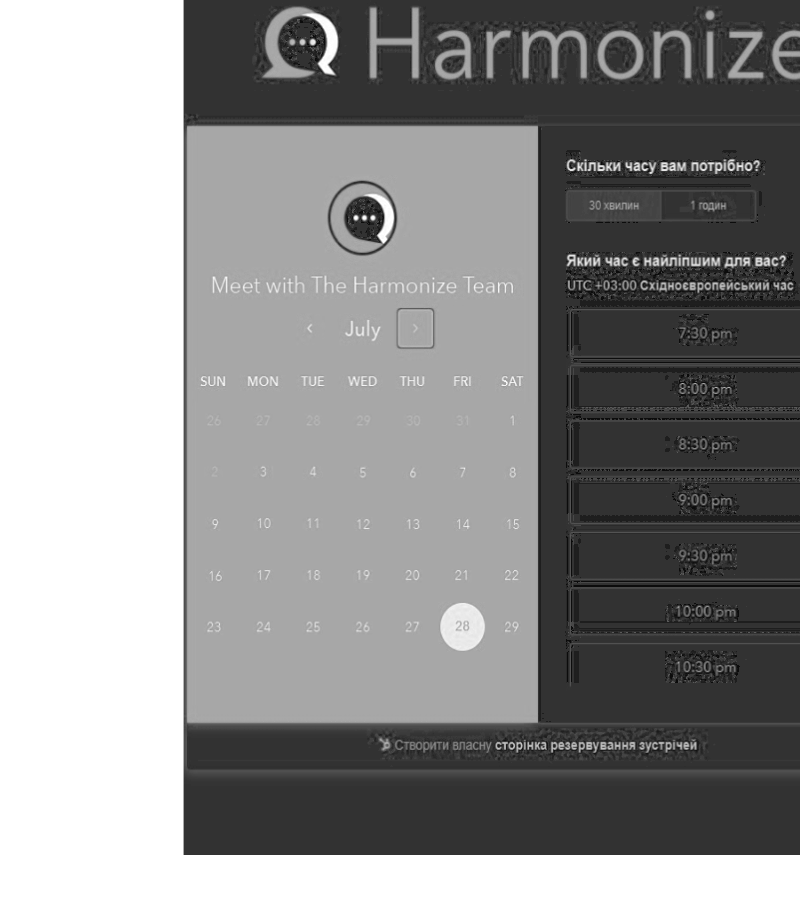 Harmonize
Meet with The Harmonize Team
July
SUN MON TUE WED THU FRI SAT
26 27 28 29 30 31 1
2 3 4 5 6 7 8
9 10 11 12 13 14 15
16 17 18 19 20 21 22
23 24 25 26 27 28 29
Скільки часу вам потрібно?
30 хвилин 1 годин
Який час є найліпшим для вас?
UTC +03:00 Східноєвропейський час
7:30 pm
8:00 pm
8:30 pm
9:00 pm
9:30 pm
10:00 pm
10:30 pm
Створити власну сторінка резервування зустрічей